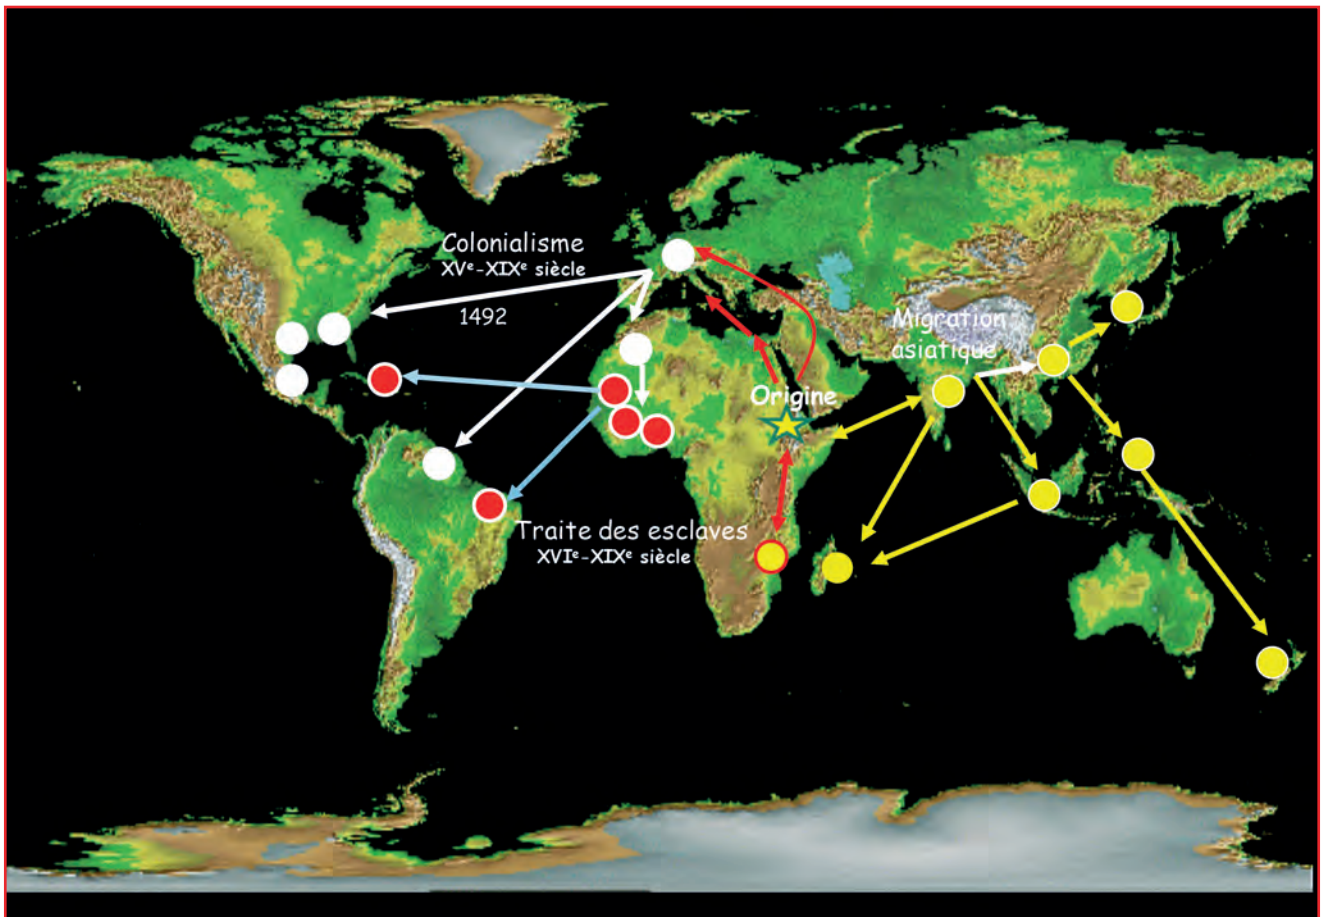 Colonialisme
XVᵉ-XIXᵉ siècle
1492
Migration
asiatique
Origine
Traite des esclaves
XVIᵉ-XIXᵉ siècle